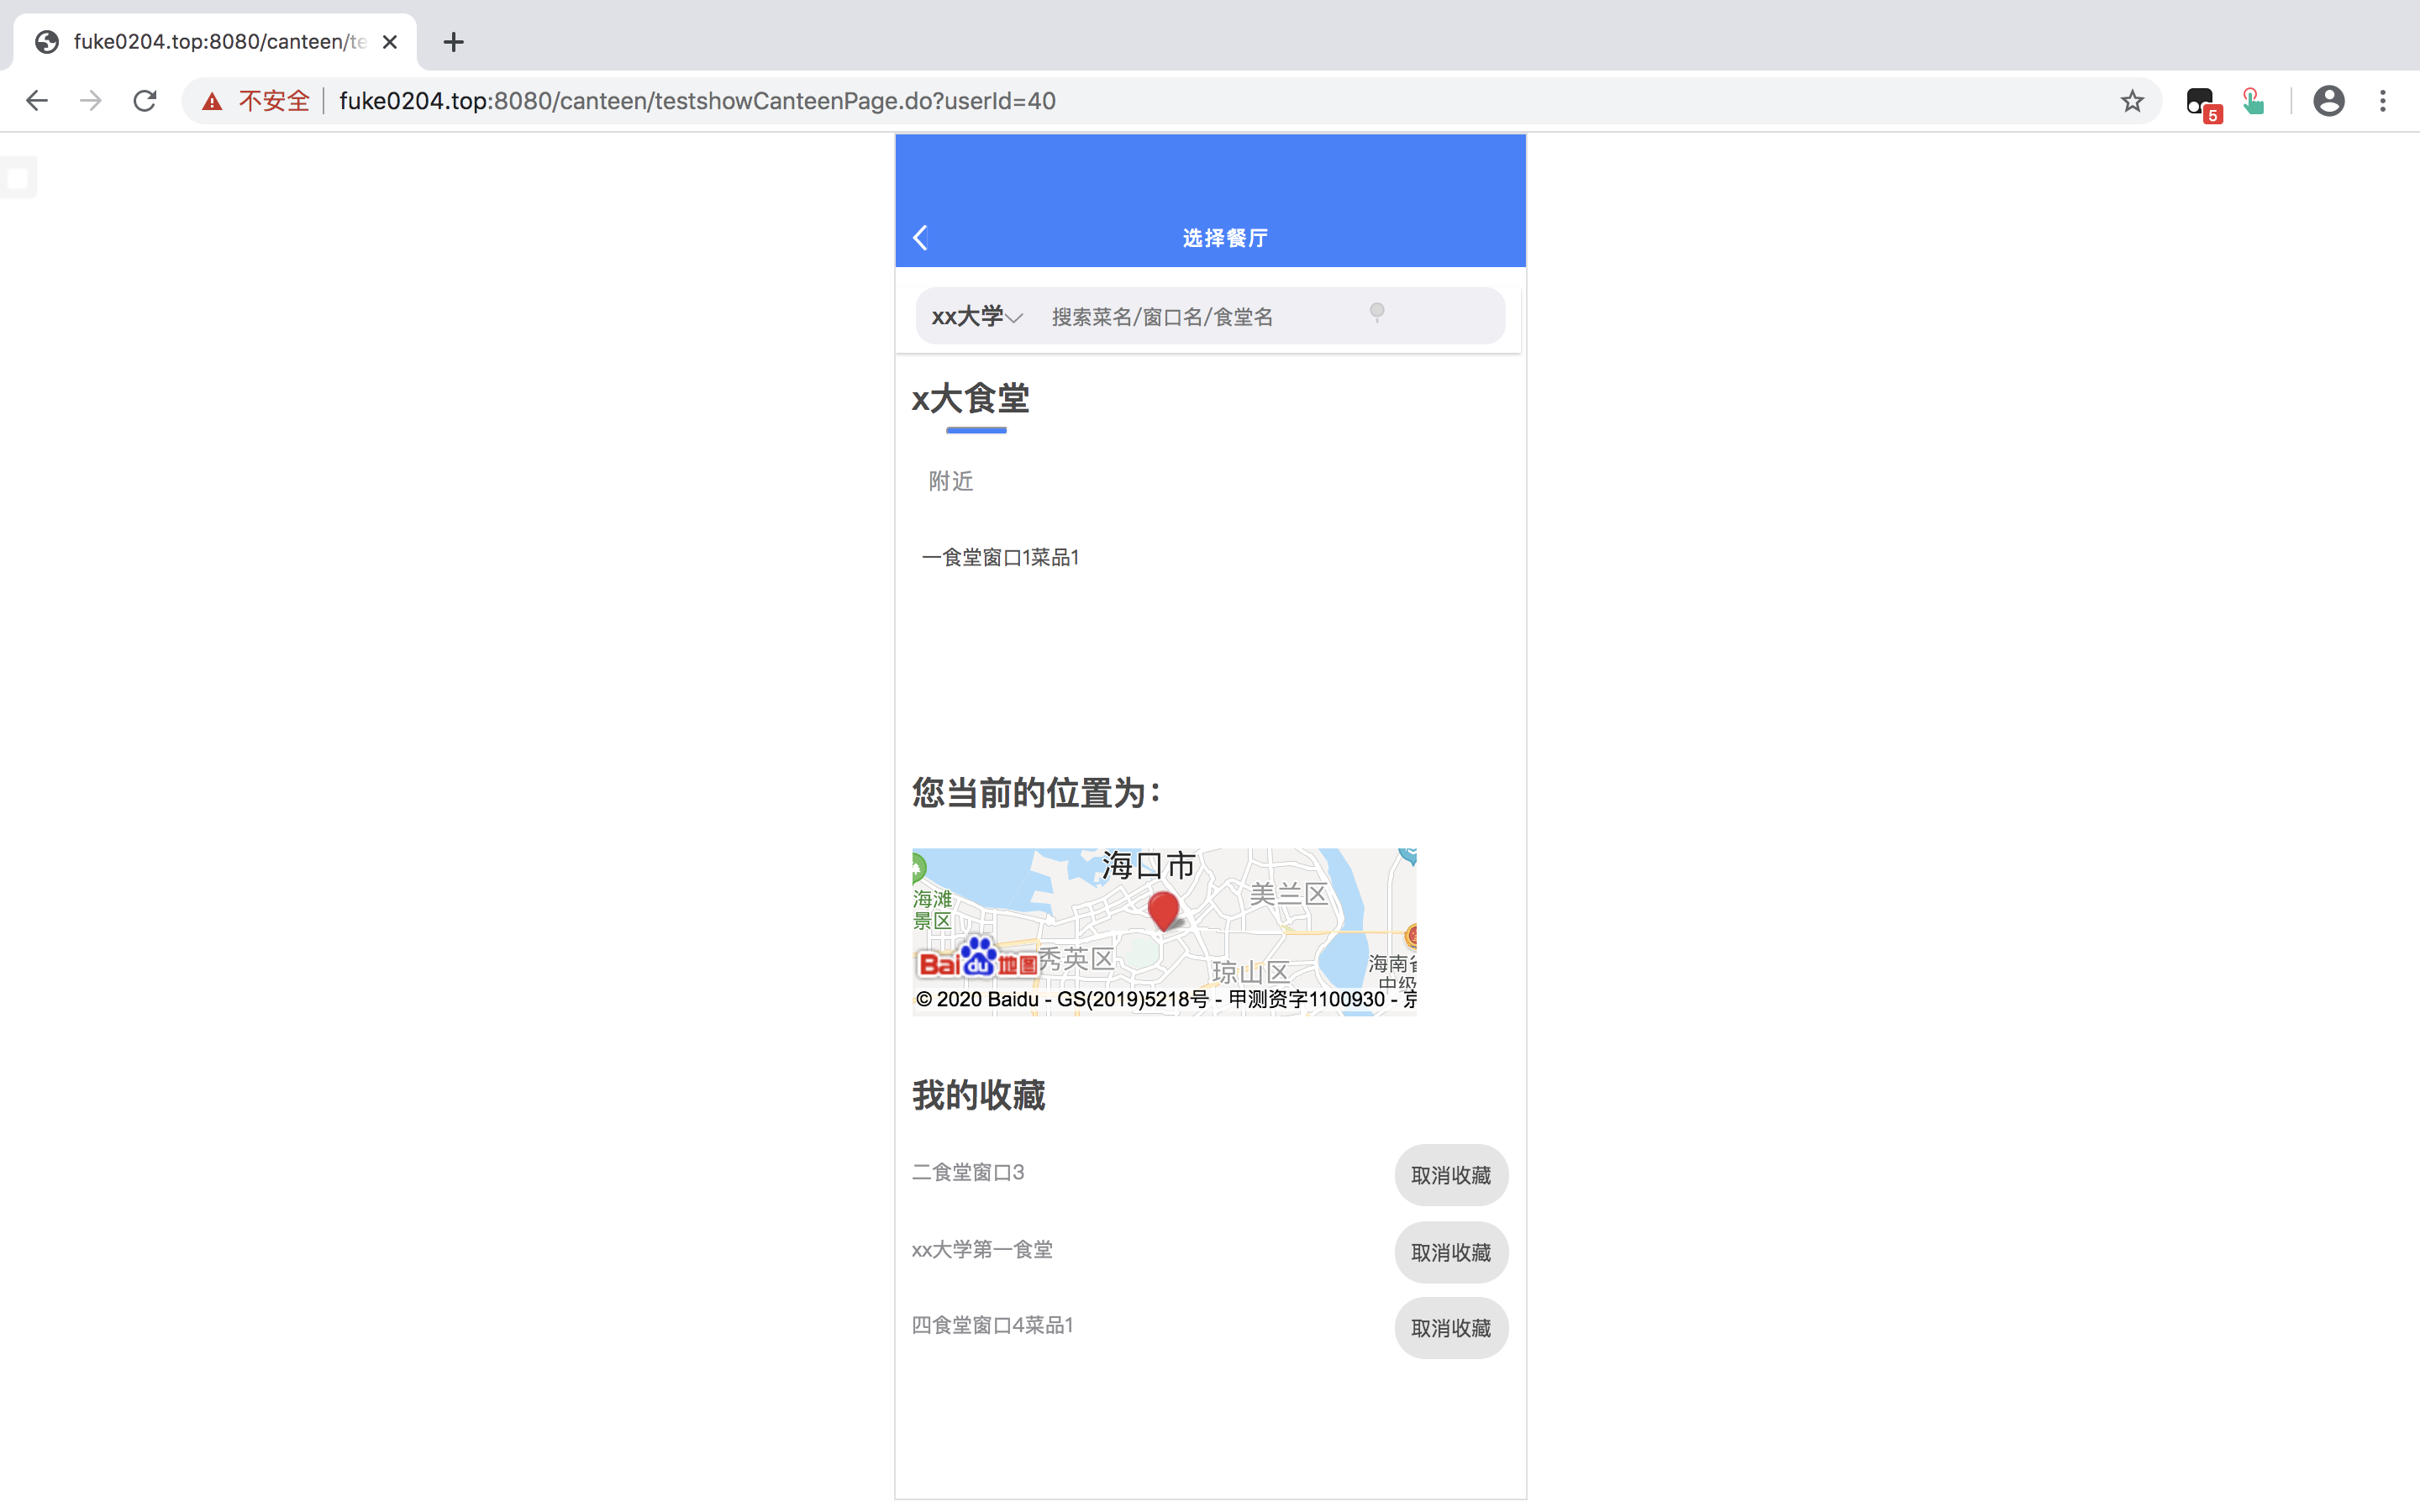 fuke0204.top:8080/canteen/te
不安全
fuke0204.top:8080/canteen/testshowCanteenPage.do?userId=40
5
选择餐厅
xx大学 搜索菜名/窗口名/食堂名
x大食堂
附近
一食堂窗口1菜品1
您当前的位置为：
海口市
美兰区
海滩
景区
秀英区
琼山区
海南省
中级
Bai du 地图
© 2020 Baidu - GS(2019)5218号 - 甲测资字1100930 - 京
我的收藏
二食堂窗口3 取消收藏
xx大学第一食堂 取消收藏
四食堂窗口4菜品1 取消收藏